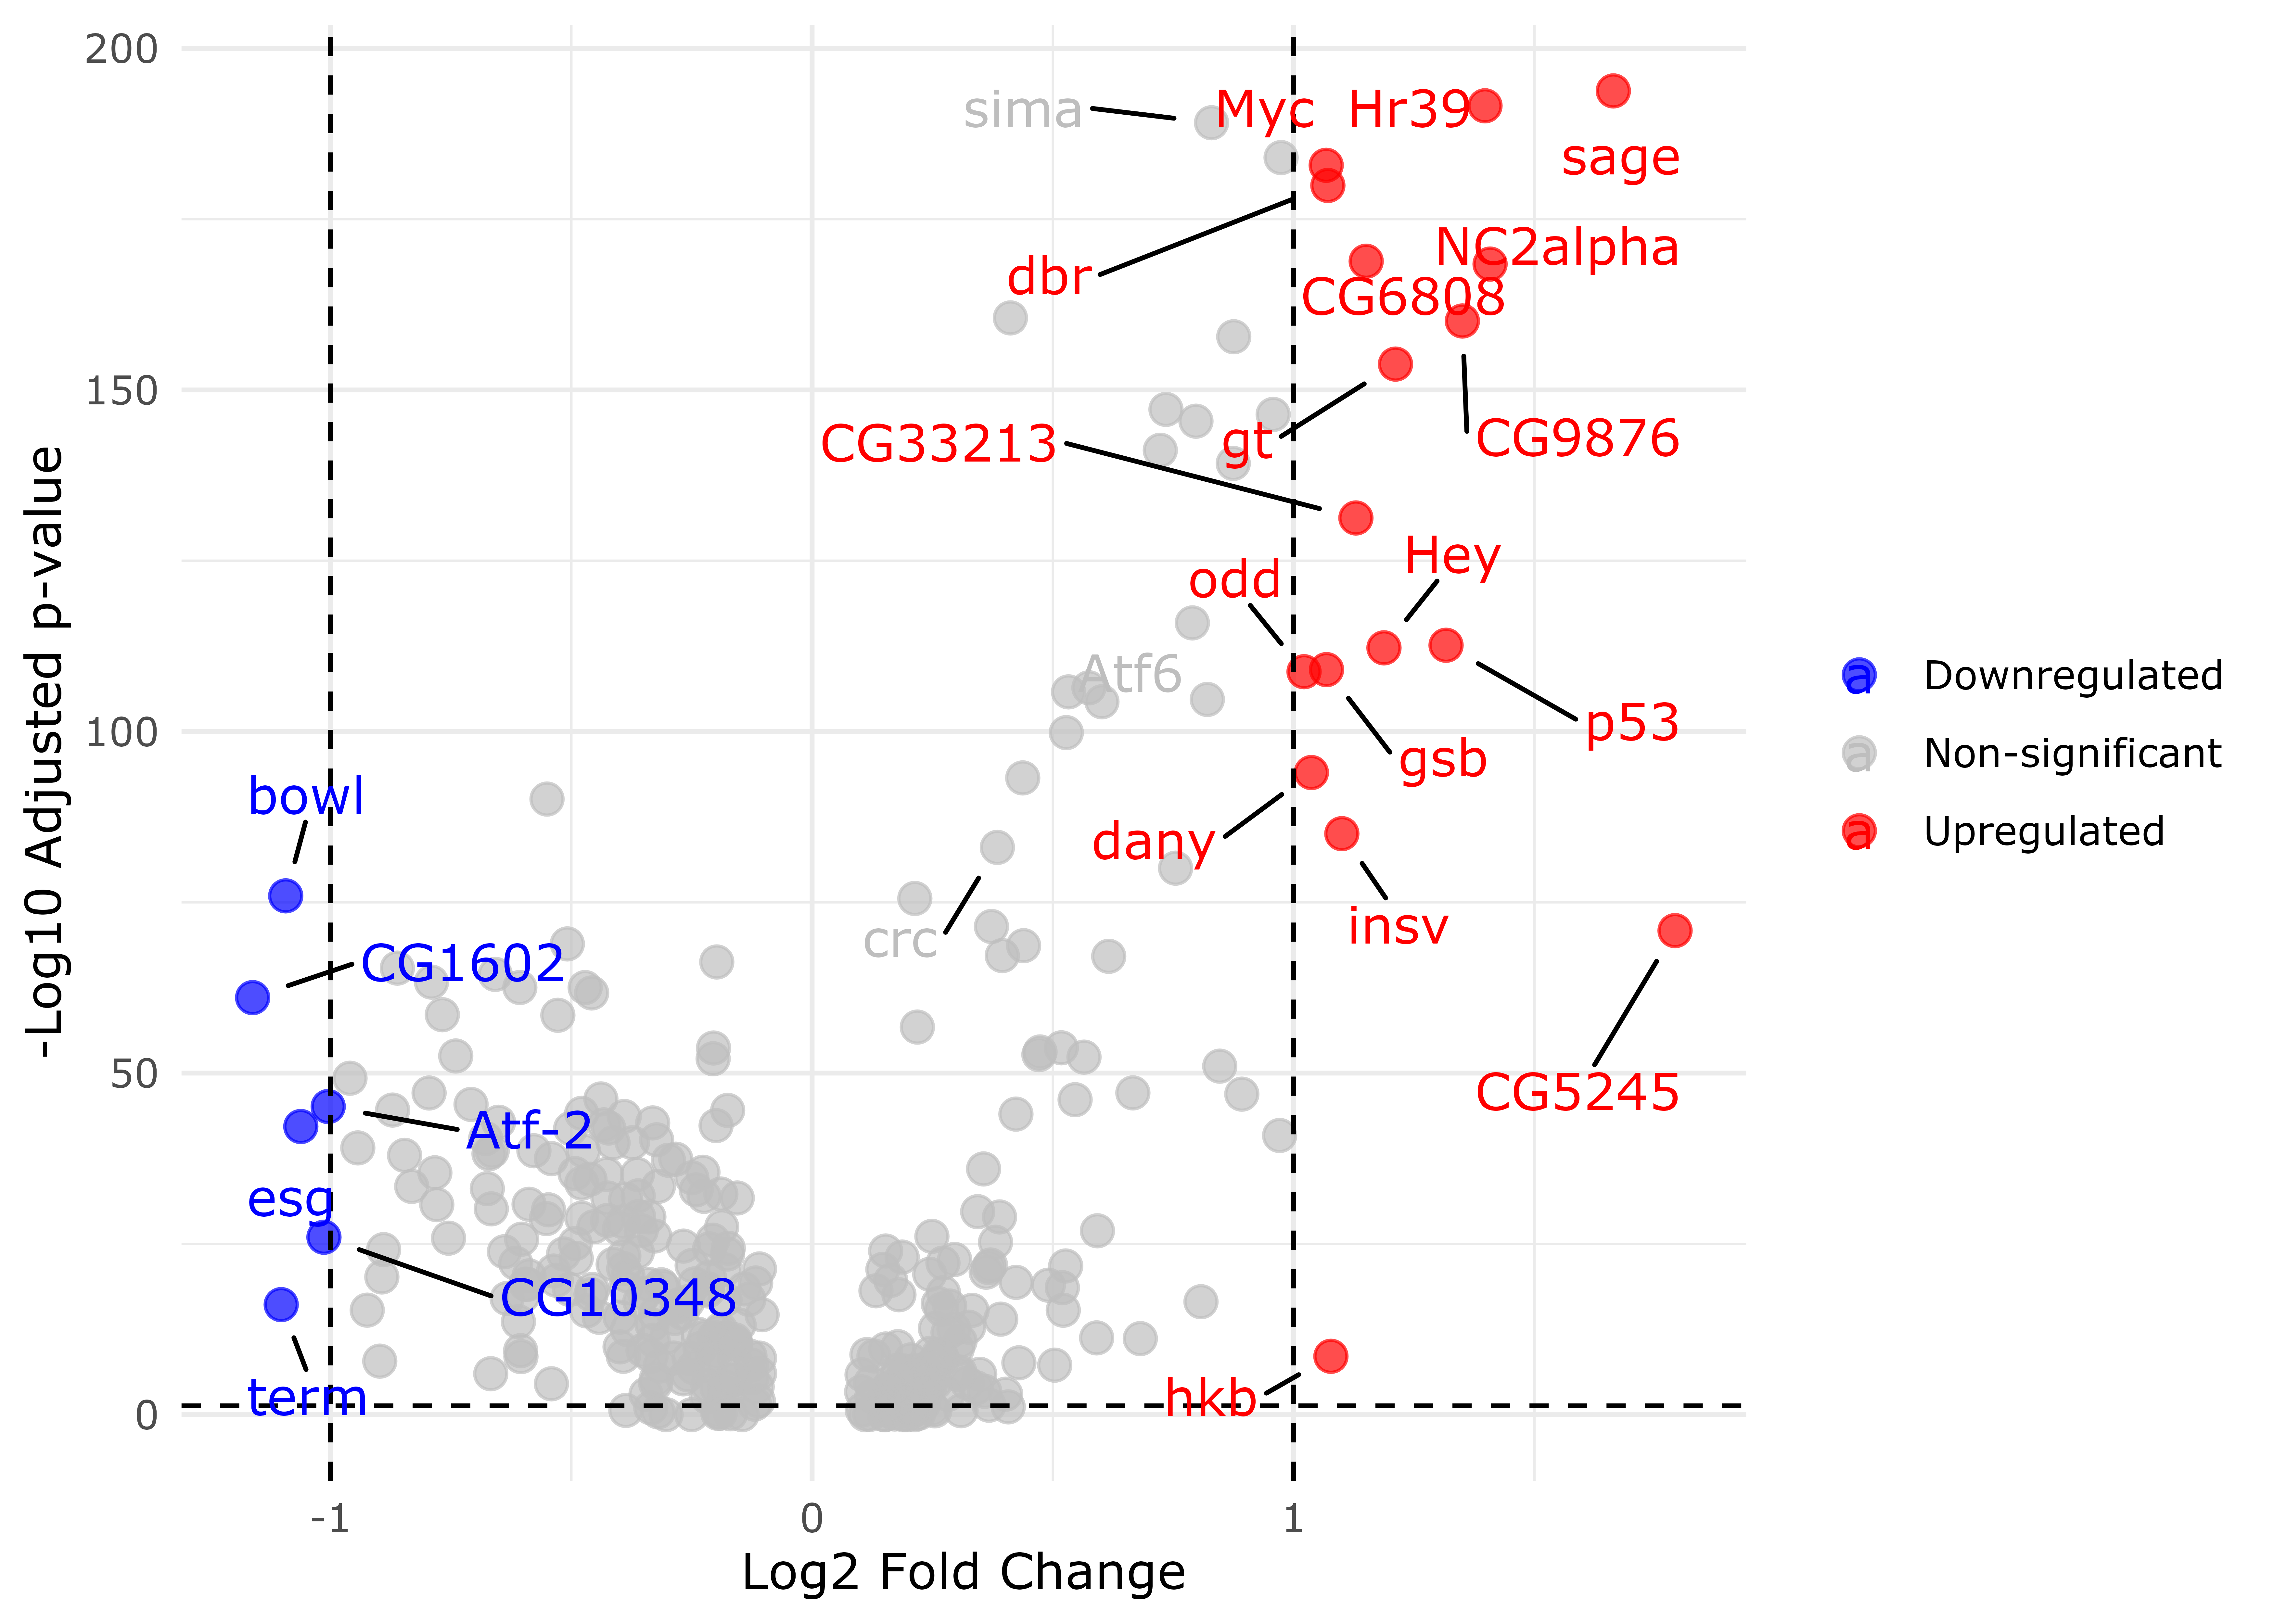 200
150
100
50
0
-Log10 Adjusted p-value
-1
0
1
Log2 Fold Change
sima
Myc
Hr39
sage
dbr
NC2alpha
CG6808
CG33213
gt
CG9876
Hey
odd
Atf6
p53
gsb
bowl
dany
insv
crc
CG1602
CG5245
Atf-2
esg
CG10348
term
hkb
a Downregulated
a Non-significant
a Upregulated